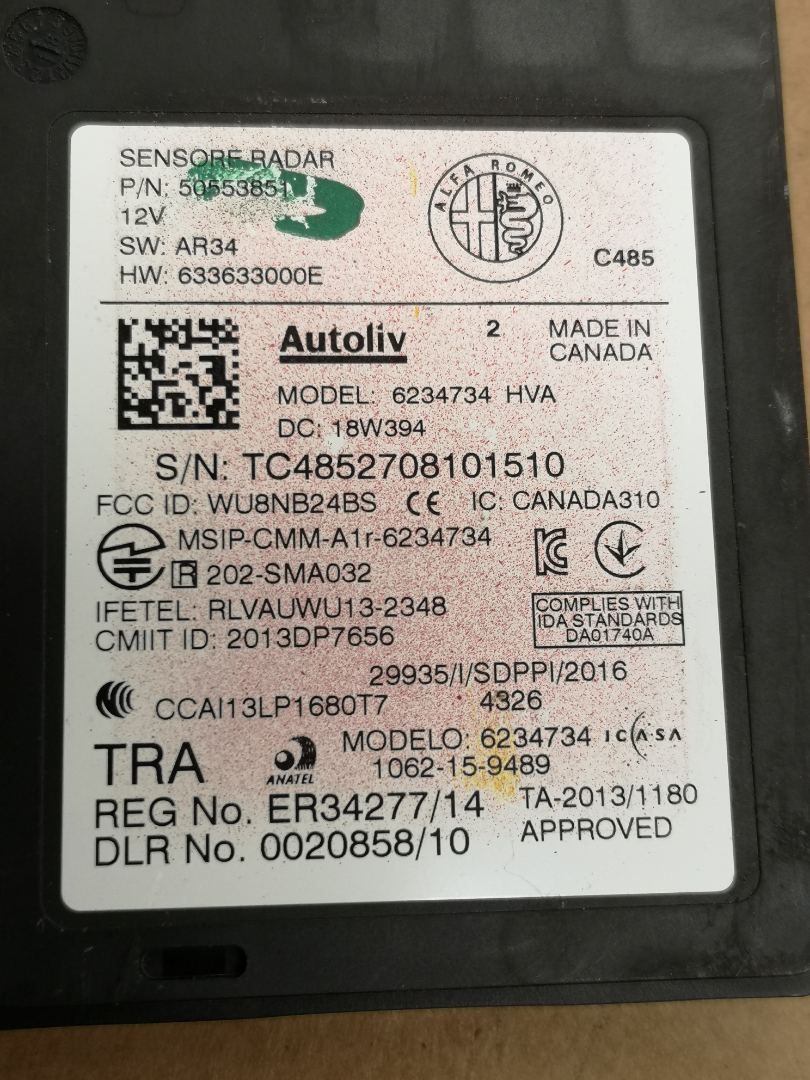 SENSORE RADAR
P/N: 50553851
12V
SW: AR34
HW: 633633000E
ALFA ROMEO
C485
Autoliv
2
MADE IN
CANADA
MODEL: 6234734 HVA
DC: 18W394
S/N: TC4852708101510
FCC ID: WU8NB24BS CE IC: CANADA310
MSIP-CMM-A1r-6234734
R 202-SMA032
IFETEL: RLVAUWU13-2348
CMIIT ID: 2013DP7656
COMPLIES WITH
IDA STANDARDS
DA01740A
29935/I/SDPPI/2016
4326
CCAI13LP1680T7
TRA
ANATEL
MODELO: 6234734
1062-15-9489
ICASA
REG No. ER34277/14
DLR No. 0020858/10
TA-2013/1180
APPROVED